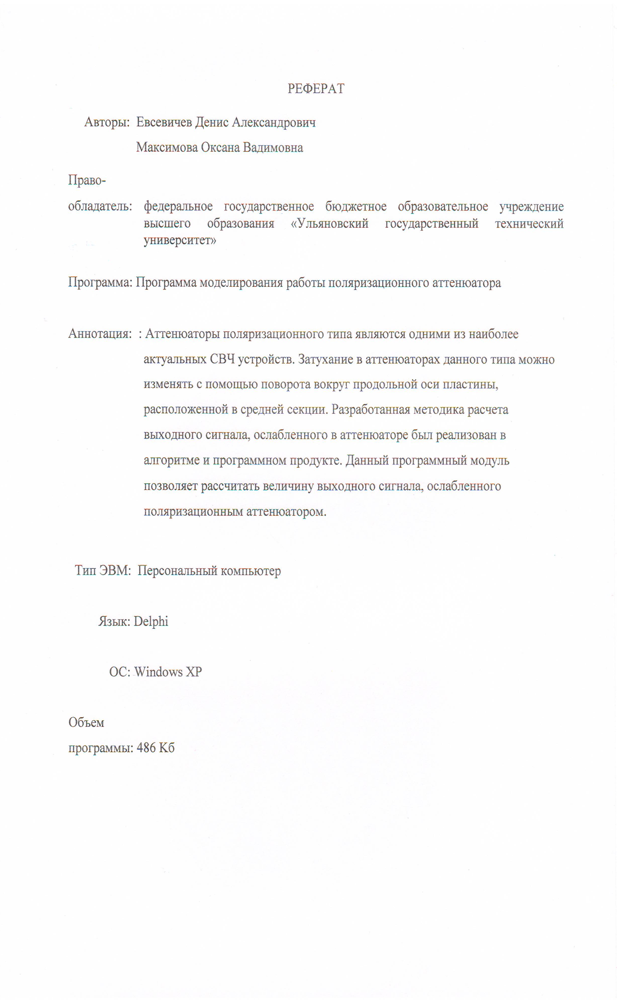 РЕФЕРАТ
Авторы: Евсевичев Денис Александрович
Максимова Оксана Вадимовна
Право-
обладатель: федеральное государственное бюджетное образовательное учреждение
высшего образования «Ульяновский государственный технический
университет»
Программа: Программа моделирования работы поляризационного аттенюатора
Аннотация: : Аттенюаторы поляризационного типа являются одними из наиболее
актуальных СВЧ устройств. Затухание в аттенюаторах данного типа можно
изменять с помощью поворота вокруг продольной оси пластины,
расположенной в средней секции. Разработанная методика расчета
выходного сигнала, ослабленного в аттенюаторе был реализован в
алгоритме и программном продукте. Данный программный модуль
позволяет рассчитать величину выходного сигнала, ослабленного
поляризационным аттенюатором.
Тип ЭВМ: Персональный компьютер
Язык: Delphi
ОС: Windows XP
Объем
программы: 486 Кб